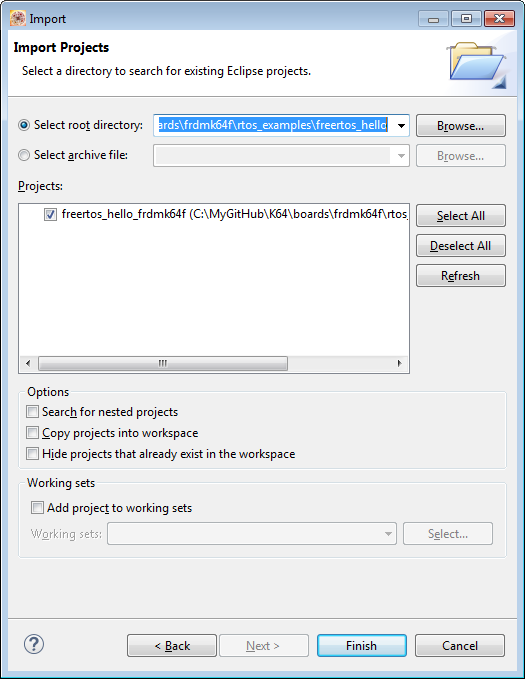 Import
Import Projects
Select a directory to search for existing Eclipse projects.
Select root directory: ards\frdmk64f\rtos_examples\freertos_hello Browse...
Select archive file: Browse...
Projects:
freertos_hello_frdmk64f (C:\MyGitHub\K64\boards\frdmk64f\rtos_
Select All
Deselect All
Refresh
Options
Search for nested projects
Copy projects into workspace
Hide projects that already exist in the workspace
Working sets
Add project to working sets
Working sets: Select...
? < Back Next > Finish Cancel